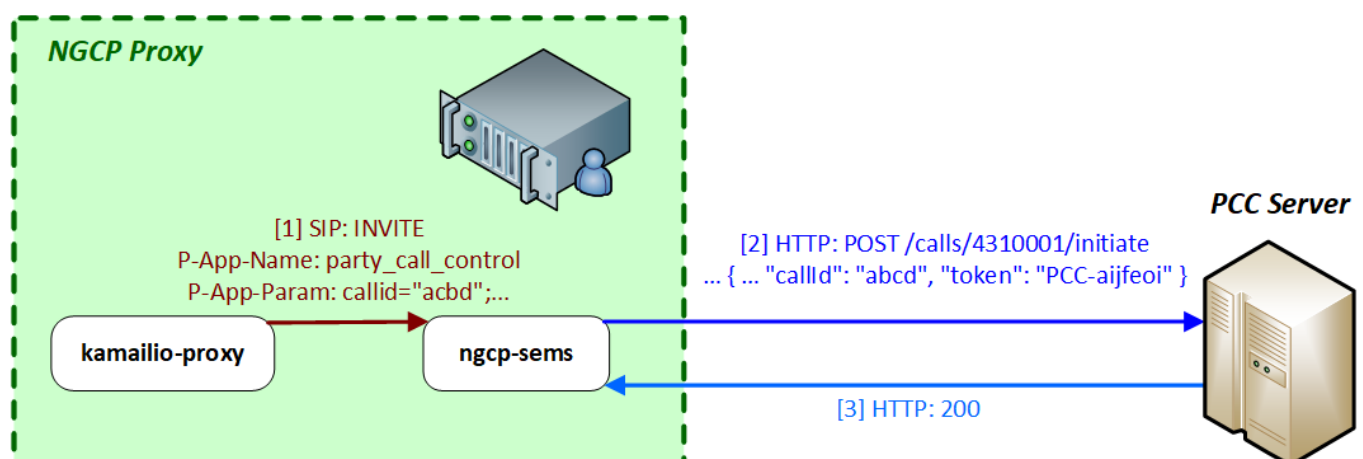 NGCP Proxy
[1] SIP: INVITE
P-App-Name: party_call_control
P-App-Param: callid="acbd";...
kamailio-proxy
ngcp-sems
PCC Server
[2] HTTP: POST /calls/4310001/initiate
... { ... "callId": "abcd", "token": "PCC-aijfeoi" }
[3] HTTP: 200